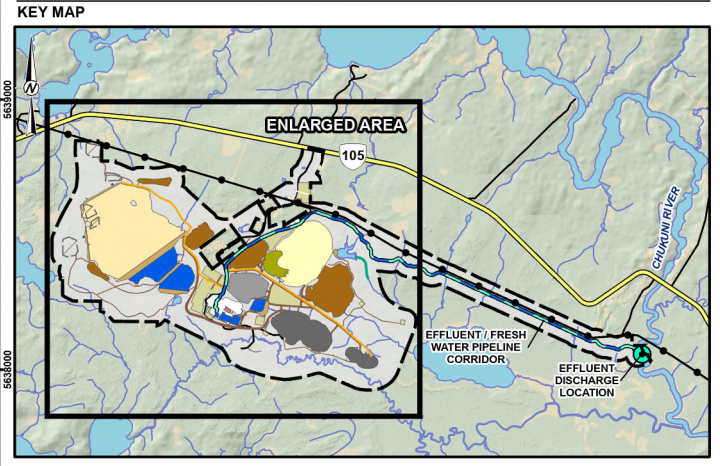 KEY MAP
5639000
N
ENLARGED AREA
105
CHUKUNI RIVER
5638000
EFFLUENT / FRESH
WATER PIPELINE
CORRIDOR
EFFLUENT
DISCHARGE
LOCATION